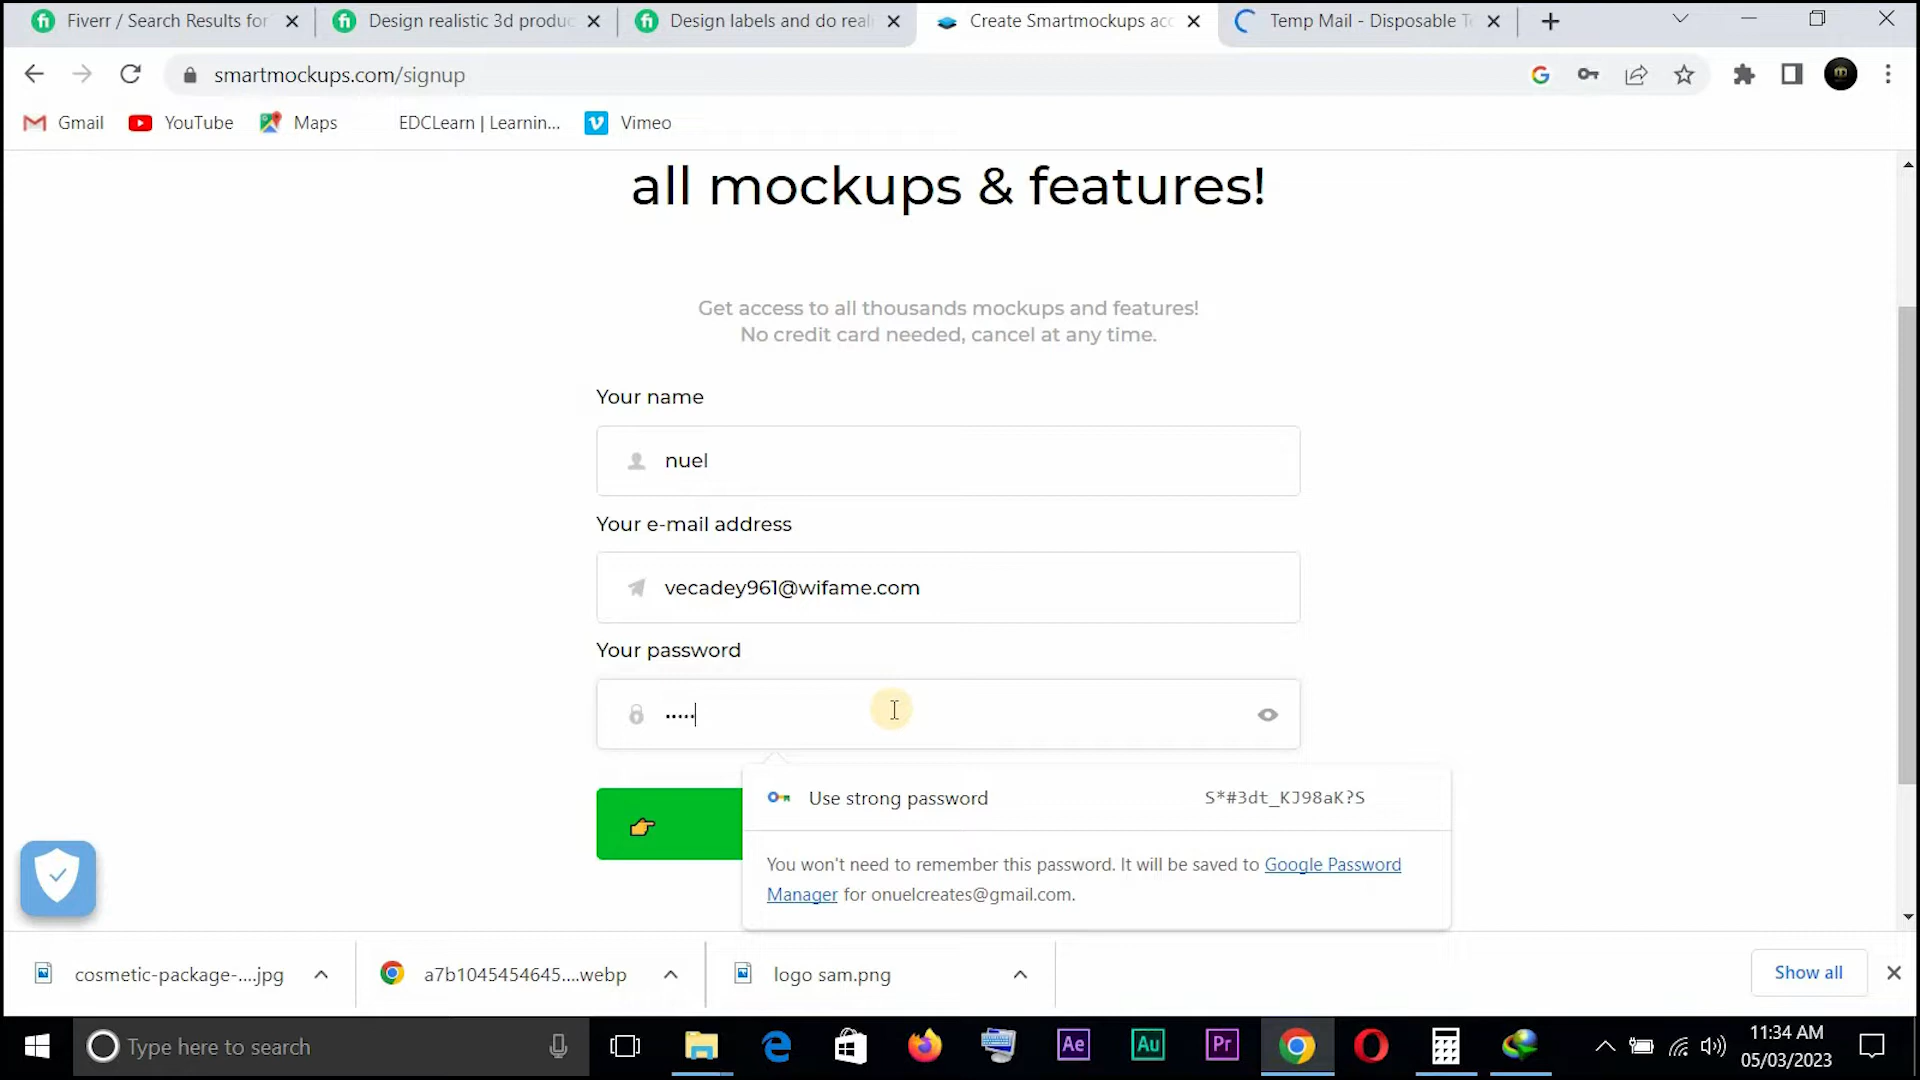 Fiverr / Search Results for
Design realistic 3d produc
Design labels and do real
Create Smartmockups acc
Temp Mail - Disposable Te
smartmockups.com/signup
Gmail
YouTube
Maps
EDCLearn | Learnin...
Vimeo
all mockups & features!
Get access to all thousands mockups and features!
No credit card needed, cancel at any time.
Your name
nuel
Your e-mail address
vecadey961@wifame.com
Your password
•••••
Use strong password
S*#3dt_KJ98aK?S
You won't need to remember this password. It will be saved to Google Password
Manager for onuelcreates@gmail.com.
cosmetic-package-....jpg
a7b1045454645....webp
logo sam.png
Show all
Type here to search
Ae
Au
Pr
11:34 AM
05/03/2023